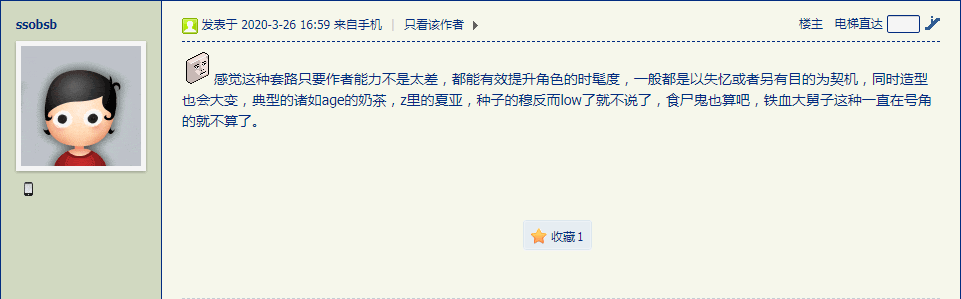 ssobsb
发表于 2020-3-26 16:59 来自手机 | 只看该作者
楼主 电梯直达
感觉这种套路只要作者能力不是太差，都能有效提升角色的时髦度，一般都是以失忆或者另有目的为契机，同时造型
也会大变，典型的诸如age的奶茶，z里的夏亚，种子的穆反而low了就不说了，食尸鬼也算吧，铁血大舅子这种一直在号角
的就不算了。
收藏1